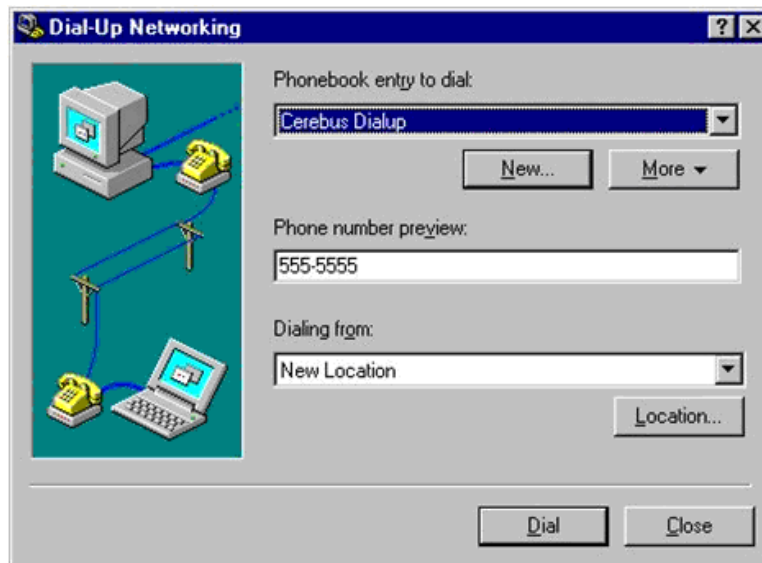 Dial-Up Networking
Phonebook entry to dial:
Cerebus Dialup
New... More
Phone number preview:
555-5555
Dialing from:
New Location
Location...
Dial Close